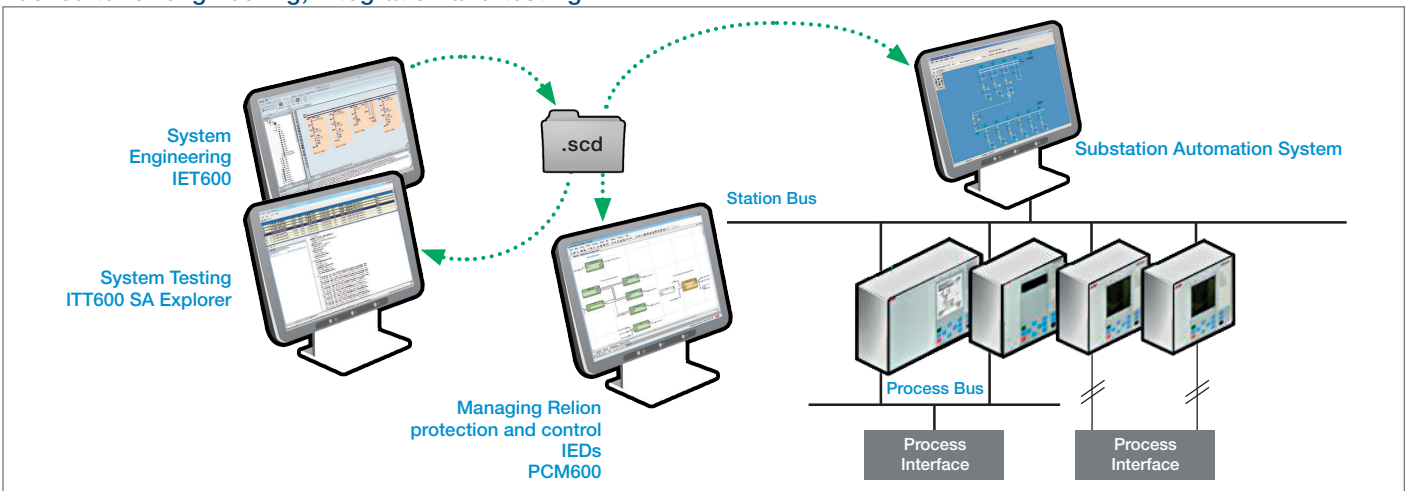 System
Engineering
IET600
.scd
Substation Automation System
Station Bus
System Testing
ITT600 SA Explorer
Process Bus
Managing Relion
protection and control
IEDs
PCM600
Process
Interface
Process
Interface